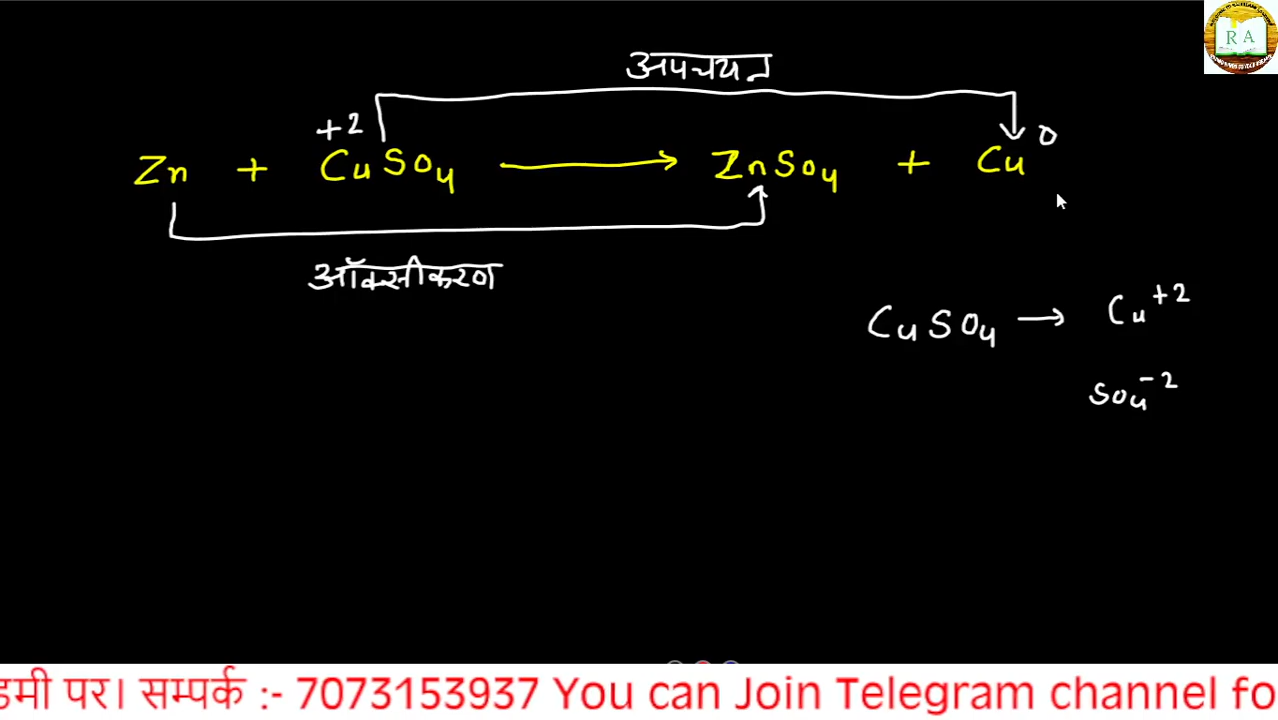 अपचयन
+2 0
Zn + CuSO4 → ZnSO4 + Cu
ऑक्सीकरण
CuSO4 → Cu+2
SO4-2
RA
डमी पर। सम्पर्क :- 7073153937 You can Join Telegram channel fo